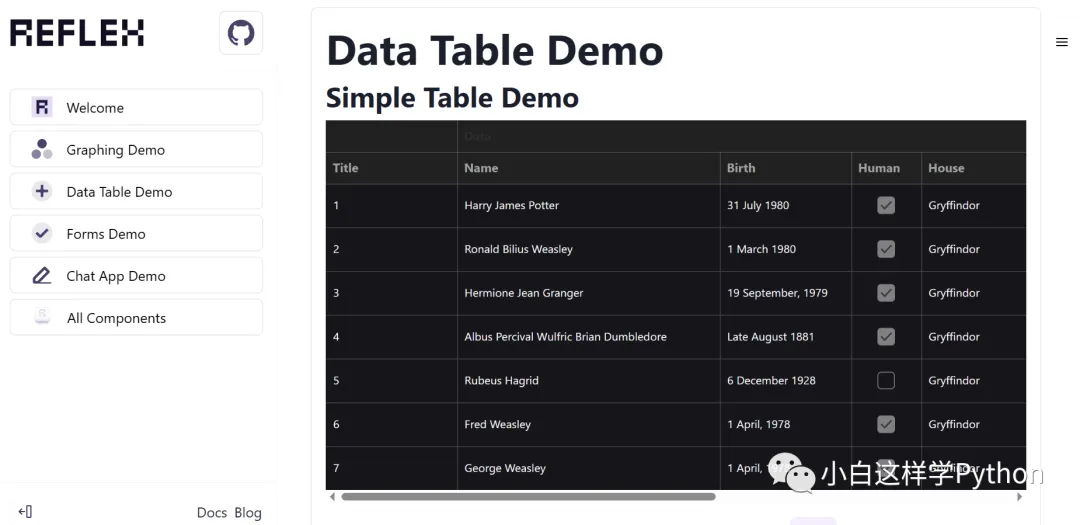 REFLEX
Welcome
Graphing Demo
Data Table Demo
Forms Demo
Chat App Demo
All Components
Docs Blog
Data Table Demo
Simple Table Demo
Data
Title Name Birth Human House
1 Harry James Potter 31 July 1980 Gryffindor
2 Ronald Bilius Weasley 1 March 1980 Gryffindor
3 Hermione Jean Granger 19 September, 1979 Gryffindor
4 Albus Percival Wulfric Brian Dumbledore Late August 1881 Gryffindor
5 Rubeus Hagrid 6 December 1928 Gryffindor
6 Fred Weasley 1 April, 1978 Gryffindor
7 George Weasley 1 April,
小白这样学Python